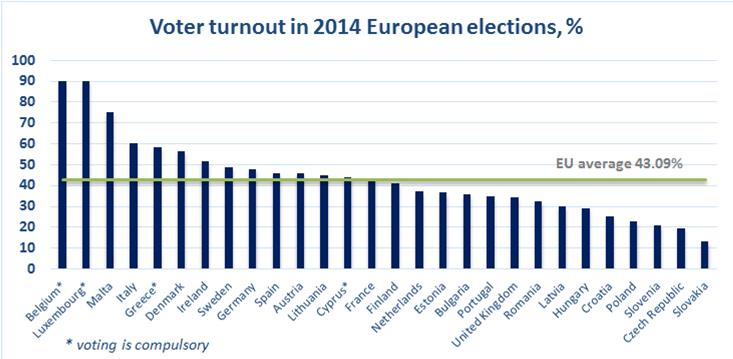 Voter turnout in 2014 European elections, %
100
90
80
70
60
50
40
30
20
10
0
EU average 43.09%
Belgium*
Luxembourg*
Malta
Italy
Greece*
Denmark
Ireland
Sweden
Germany
Spain
Austria
Lithuania
Cyprus*
France
Finland
Netherlands
Estonia
Bulgaria
Portugal
United Kingdom
Romania
Latvia
Hungary
Croatia
Poland
Slovenia
Czech Republic
Slovakia
* voting is compulsory